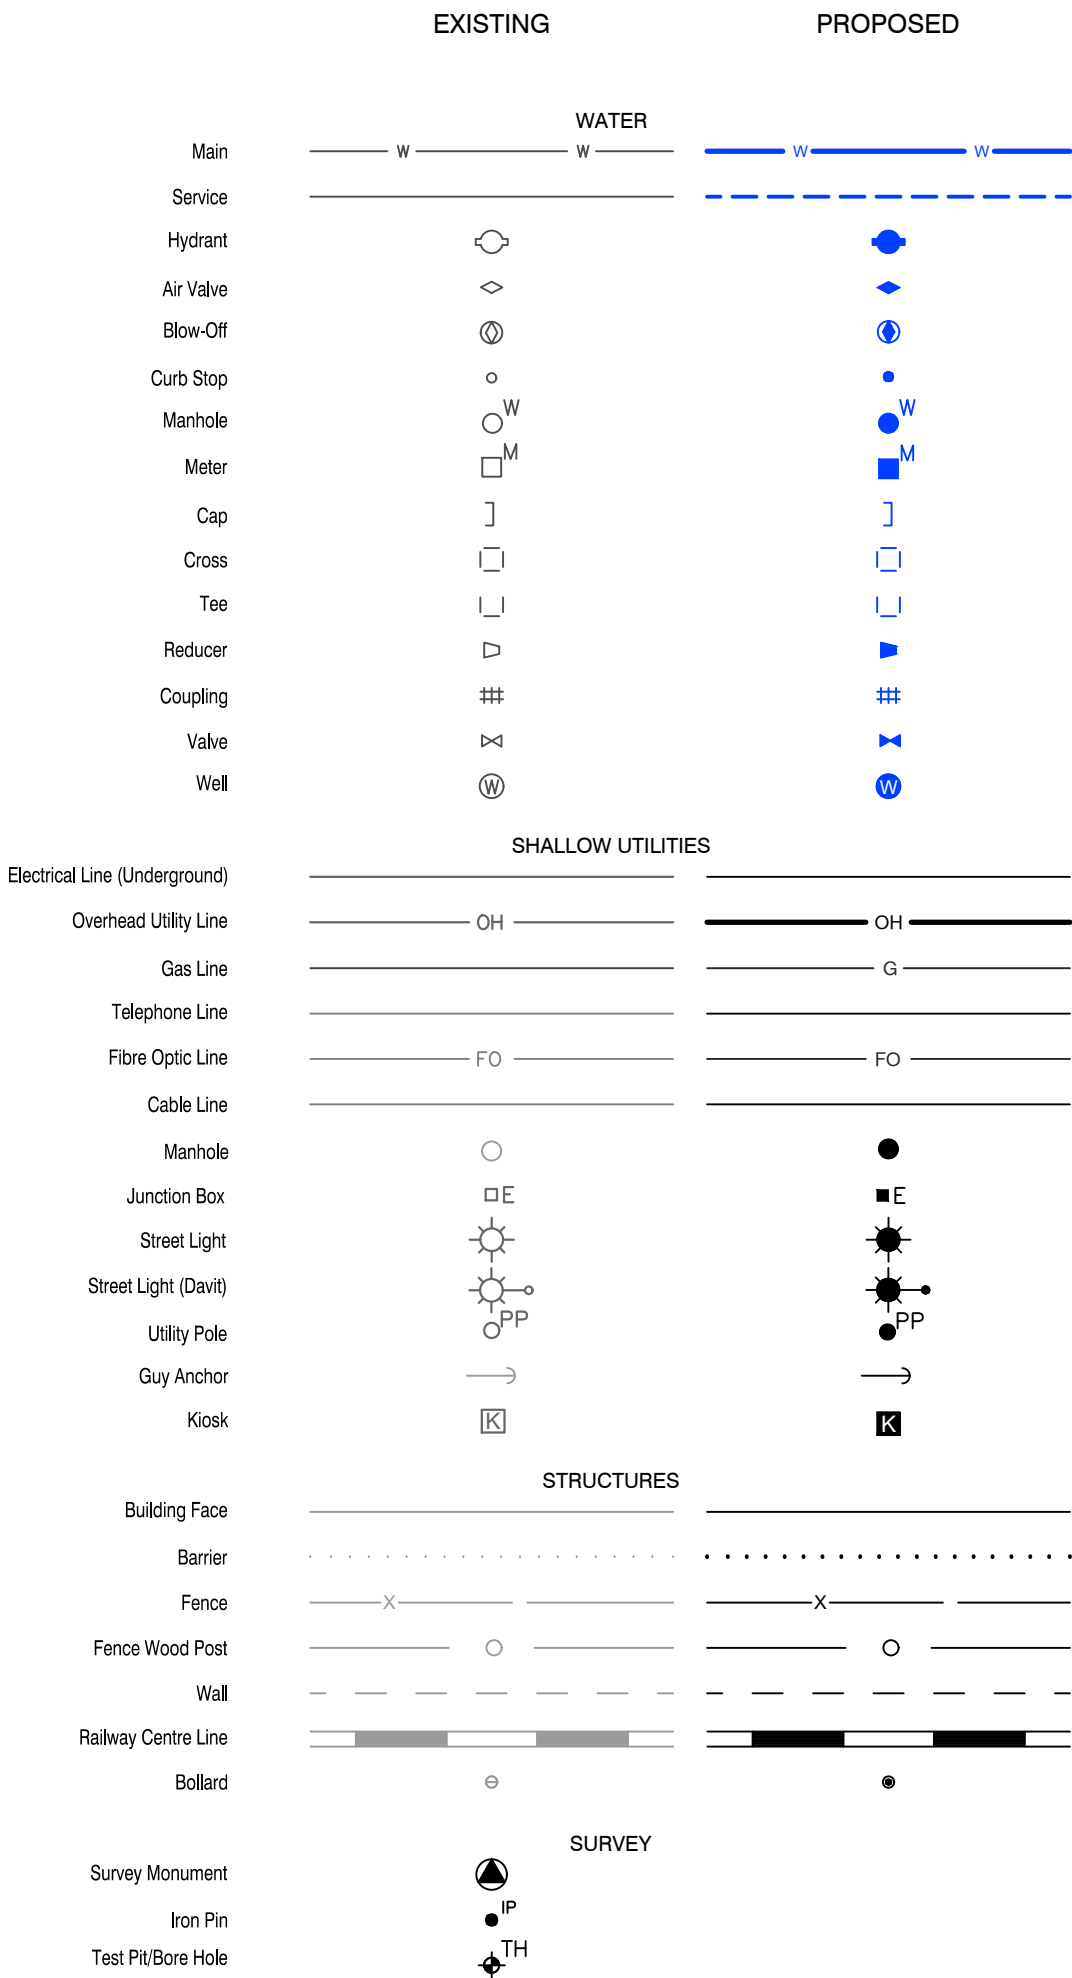 EXISTING PROPOSED
WATER
Main W W W W
Service
Hydrant
Air Valve
Blow-Off
Curb Stop
Manhole W W
Meter M M
Cap
Cross
Tee
Reducer
Coupling
Valve
Well W W
SHALLOW UTILITIES
Electrical Line (Underground)
Overhead Utility Line OH OH
Gas Line G
Telephone Line
Fibre Optic Line FO FO
Cable Line
Manhole
Junction Box E E
Street Light
Street Light (Davit)
Utility Pole PP PP
Guy Anchor
Kiosk K K
STRUCTURES
Building Face
Barrier
Fence X X
Fence Wood Post
Wall
Railway Centre Line
Bollard
SURVEY
Survey Monument
Iron Pin IP
Test Pit/Bore Hole TH